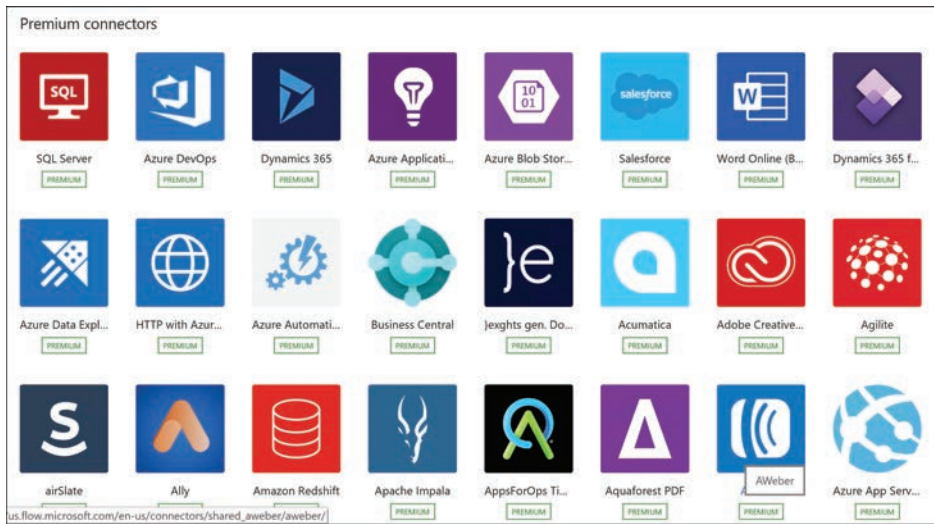 Premium connectors
SQL
10
01
salesforce
W
SQL Server
Azure DevOps
Dynamics 365
Azure Applicati...
Azure Blob Stor...
Salesforce
Word Online (B...
Dynamics 365 f...
PREMIUM
PREMIUM
PREMIUM
PREMIUM
PREMIUM
PREMIUM
PREMIUM
PREMIUM
}e
Azure Data Expl...
HTTP with Azur...
Azure Automati...
Business Central
Jexghts gen. Do...
Acumatica
Adobe Creative...
Agilite
PREMIUM
PREMIUM
PREMIUM
PREMIUM
PREMIUM
PREMIUM
PREMIUM
PREMIUM
S
AWeber
airSlate
Ally
Amazon Redshift
Apache Impala
AppsForOps Ti...
Aquaforest PDF
Azure App Serv...
PREMIUM
PREMIUM
PREMIUM
PREMIUM
PREMIUM
us.flow.microsoft.com/en-us/connectors/shared_aweber/aweber/